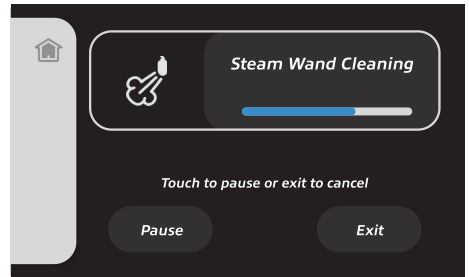 Steam Wand Cleaning
Touch to pause or exit to cancel
Pause
Exit